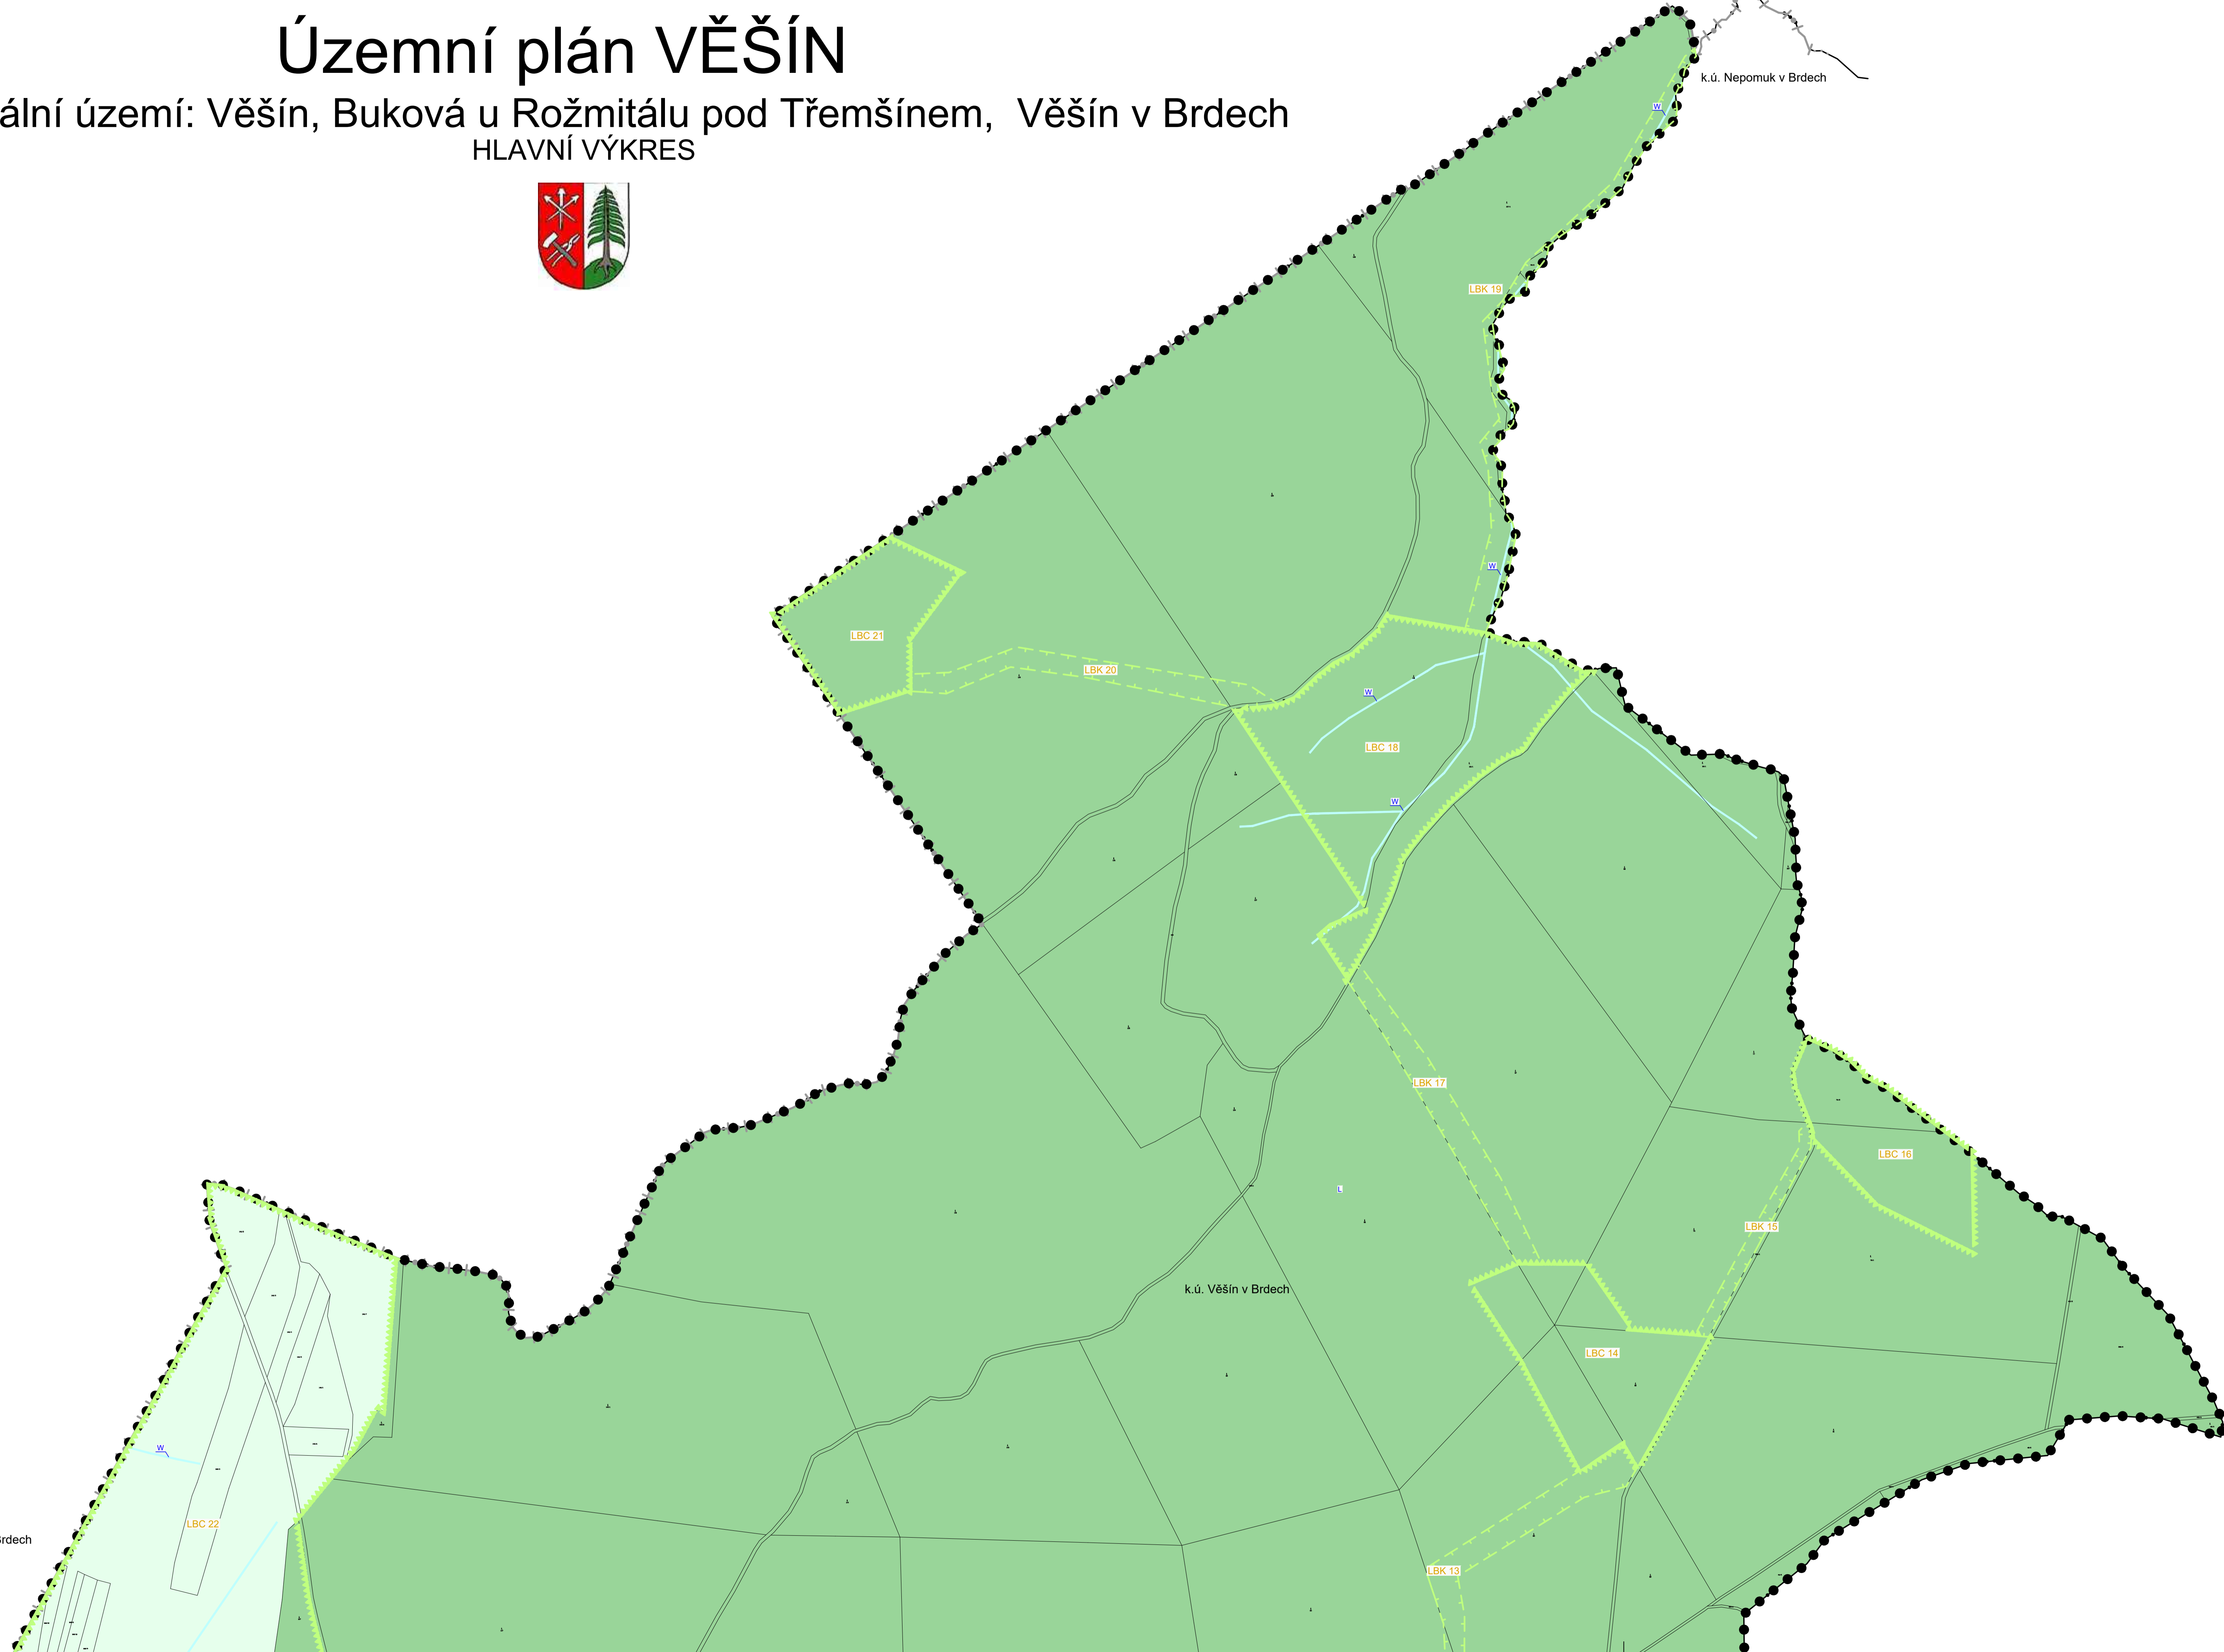 Územní plán VĚŠÍN
ální území: Věšín, Buková u Rožmitálu pod Třemšínem, Věšín v Brdech
HLAVNÍ VÝKRES
k.ú. Nepomuk v Brdech
W
LBK 19
W
LBC 21
LBK 20
W
LBC 18
W
LBK 17
LBC 16
L
LBK 15
k.ú. Věšín v Brdech
LBC 14
W
LBC 22
Brdech
LBK 13